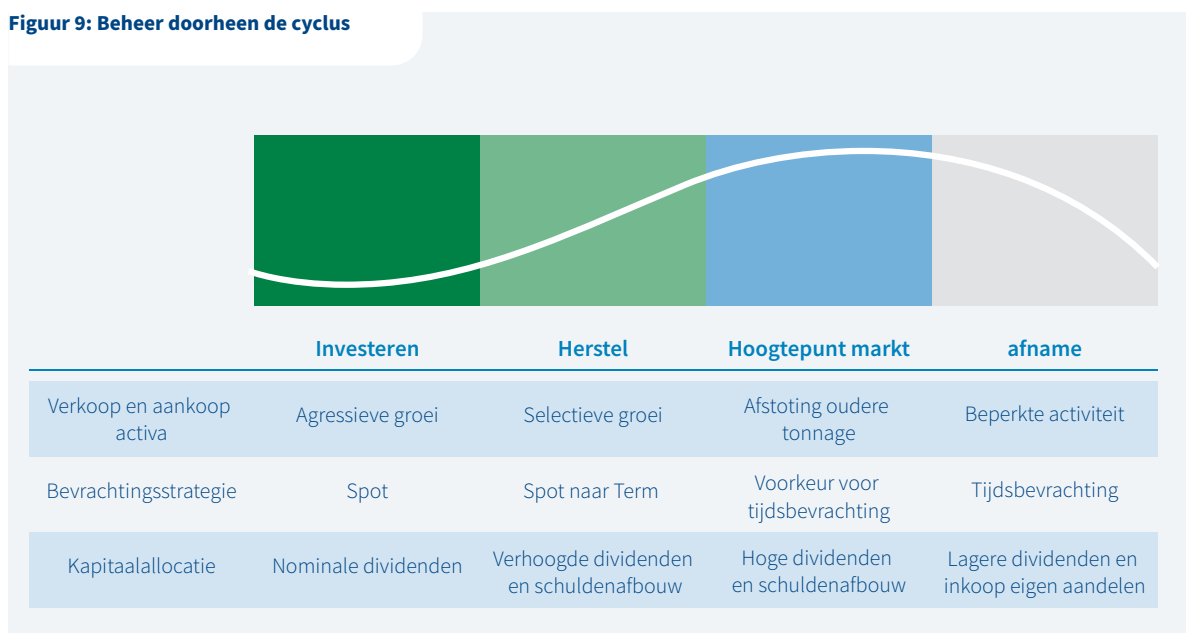 Figuur 9: Beheer doorheen de cyclus
Investeren
Herstel
Hoogtepunt markt
afname
Verkoop en aankoop
activa
Agressieve groei
Selectieve groei
Afstoting oudere
tonnage
Beperkte activiteit
Bevrachtingsstrategie
Spot
Spot naar Term
Voorkeur voor
tijdsbevrachting
Tijdsbevrachting
Kapitaalallocatie
Nominale dividenden
Verhoogde dividenden
en schuldenafbouw
Hoge dividenden
en schuldenafbouw
Lagere dividenden en
inkoop eigen aandelen